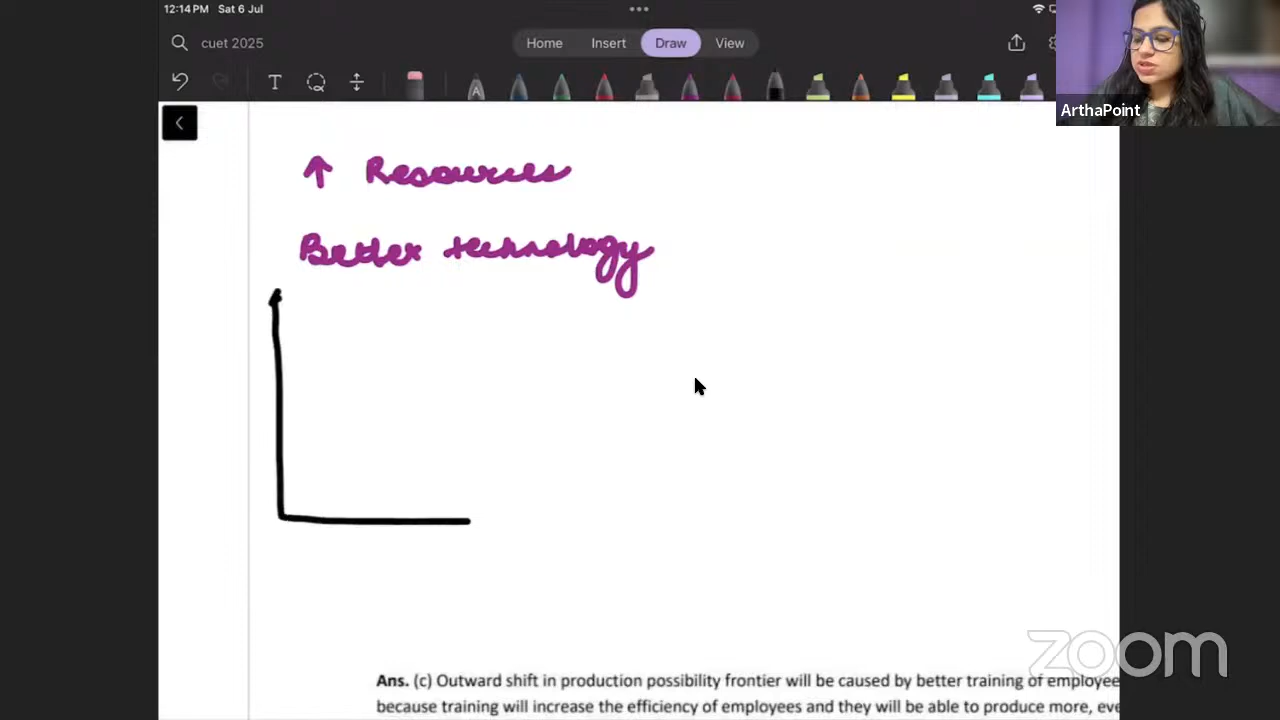 12:14 PM Sat 6 Jul
cuet 2025
Home Insert Draw View
T
A
ArthaPoint
↑ Resources
Better technology
zoom
Ans. (c) Outward shift in production possibility frontier will be caused by better training of employee
because training will increase the efficiency of employees and they will be able to produce more, eve